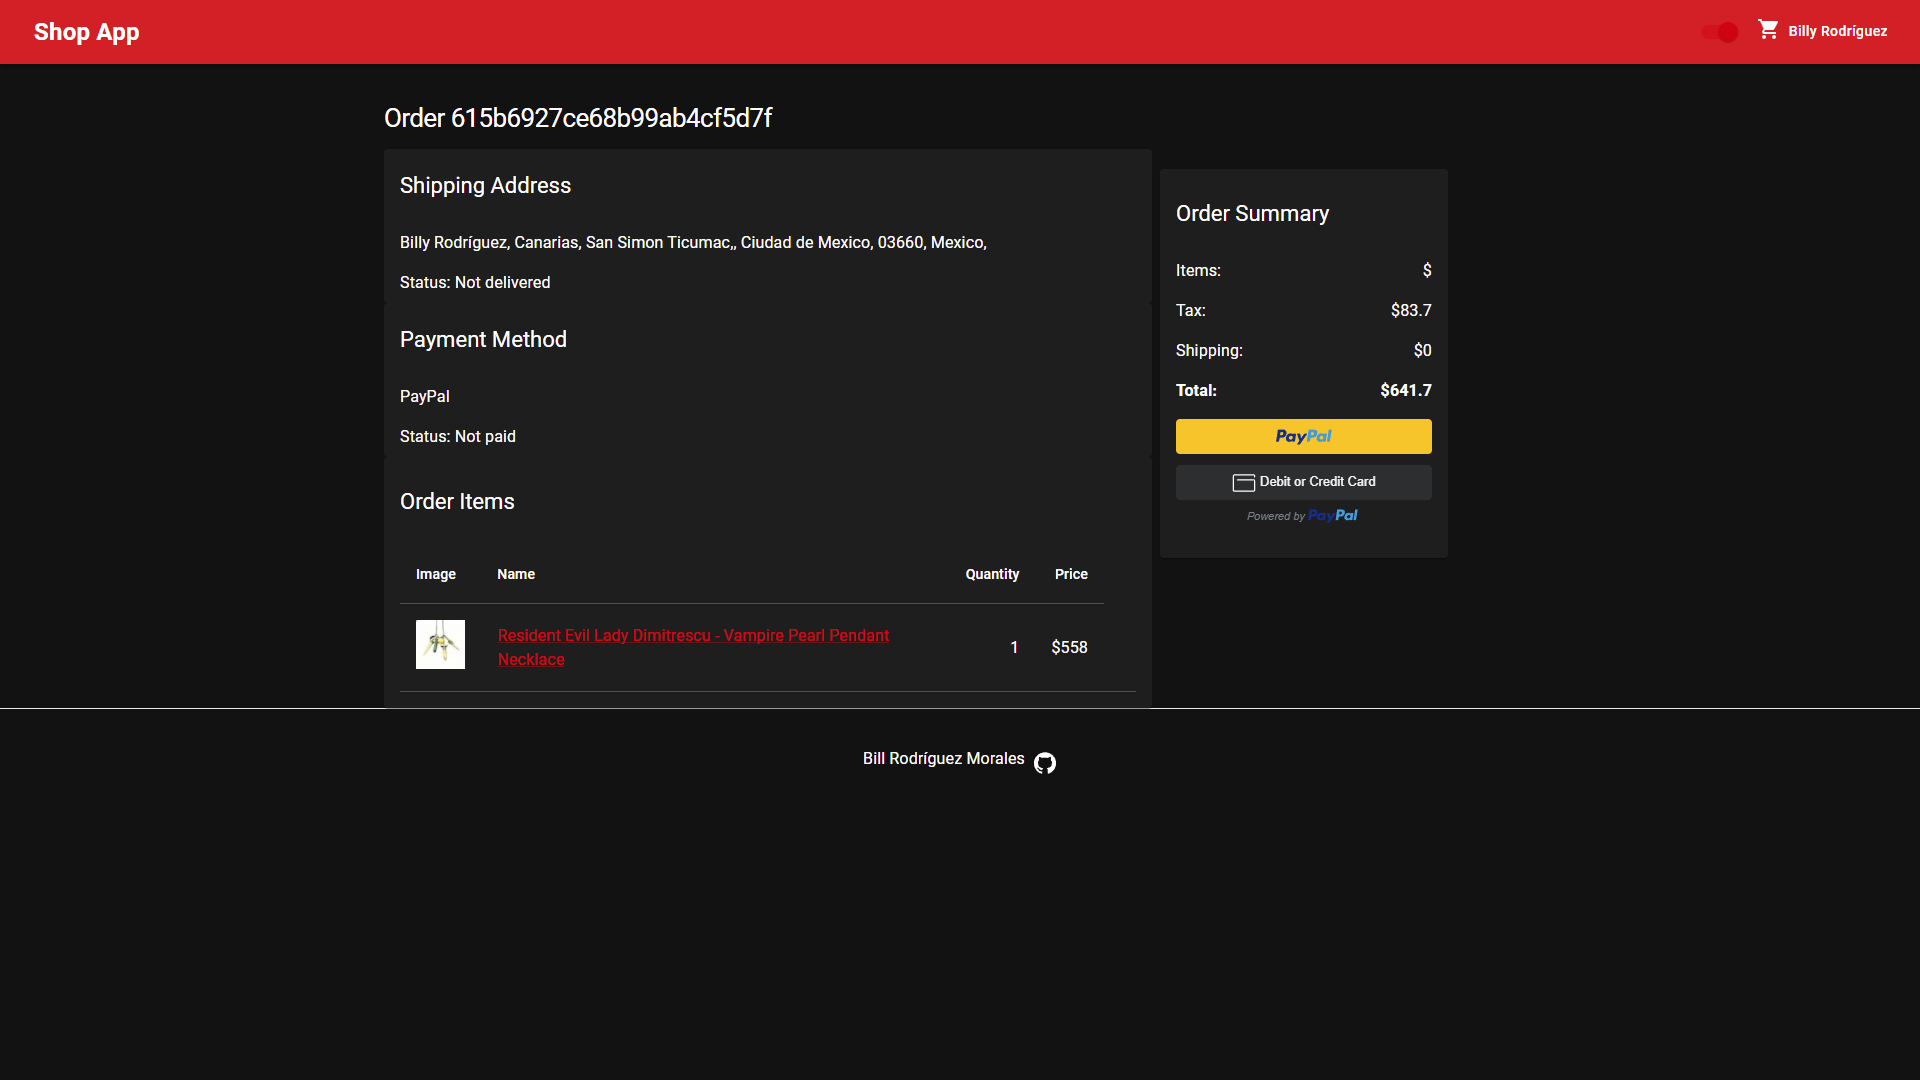 Shop App
Billy Rodríguez
Order 615b6927ce68b99ab4cf5d7f
Shipping Address
Billy Rodríguez, Canarias, San Simon Ticumac,, Ciudad de Mexico, 03660, Mexico,
Status: Not delivered
Payment Method
PayPal
Status: Not paid
Order Items
Image Name Quantity Price
Resident Evil Lady Dimitrescu - Vampire Pearl Pendant
Necklace
1 $558
Order Summary
Items: $
Tax: $83.7
Shipping: $0
Total: $641.7
PayPal
Debit or Credit Card
Powered by PayPal
Bill Rodríguez Morales